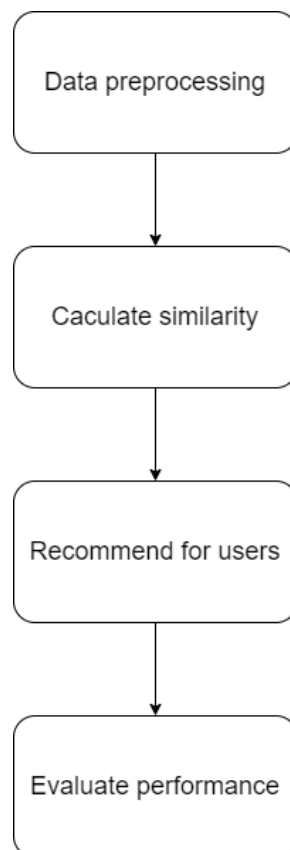 Data preprocessing
Caculate similarity
Recommend for users
Evaluate performance